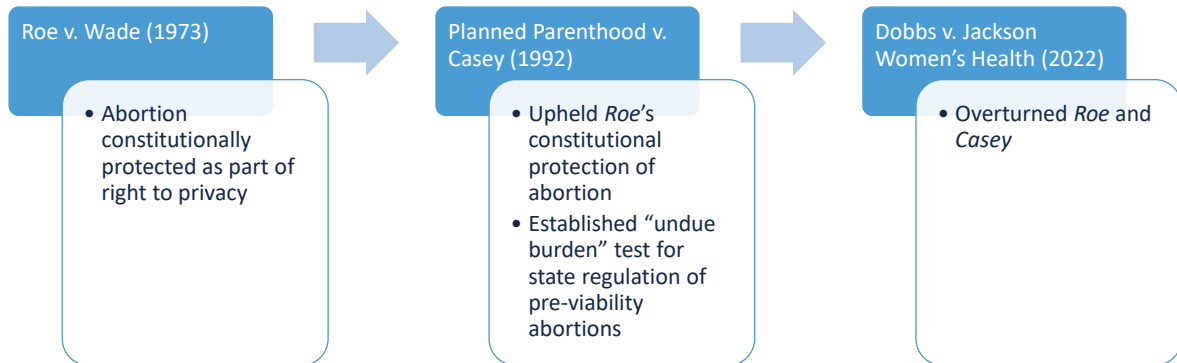 Roe v. Wade (1973)
• Abortion
constitutionally
protected as part of
right to privacy
Planned Parenthood v.
Casey (1992)
• Upheld Roe’s
constitutional
protection of
abortion
• Established “undue
burden” test for
state regulation of
pre-viability
abortions
Dobbs v. Jackson
Women’s Health (2022)
• Overturned Roe and
Casey